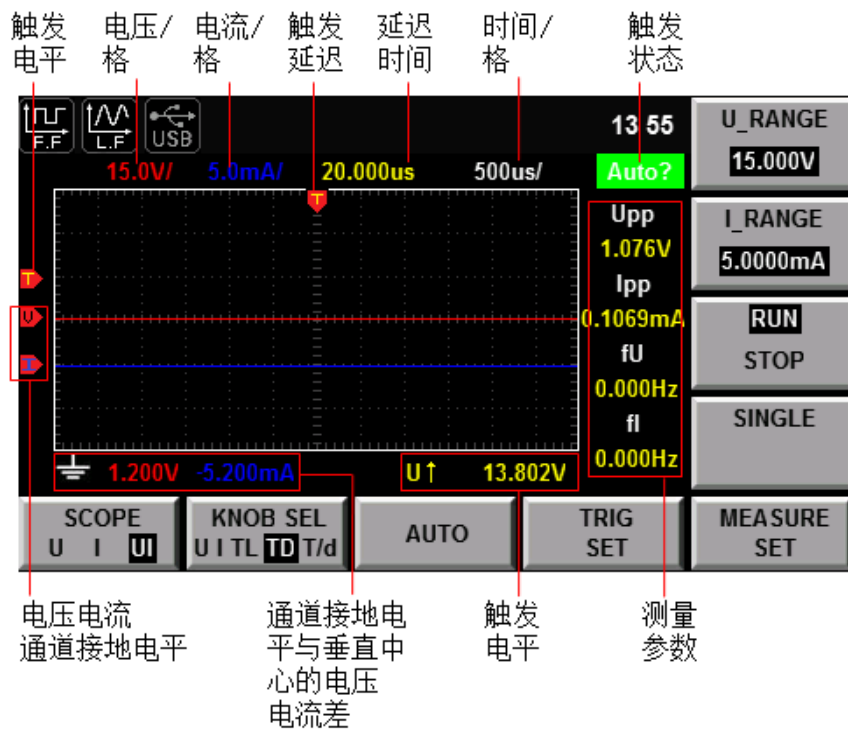 触发
电平
电压/
格
电流/
格
触发
延迟
延迟
时间
时间/
格
触发
状态
F.F
L.F
USB
13 55
U_RANGE
15.000V
15.0V/ 5.0mA/ 20.000us 500us/ Auto?
T
Upp
1.076V
I_RANGE
5.0000mA
T
Ipp
0.1069mA
U
RUN
STOP
fU
0.000Hz
I
fI
0.000Hz
SINGLE
1.200V -5.200mA U↑ 13.802V
SCOPE
U I UI
KNOB SEL
U I TL TD T/d
AUTO
TRIG
SET
MEASURE
SET
电压电流
通道接地电平
通道接地电
平与垂直中
心的电压
电流差
触发
电平
测量
参数